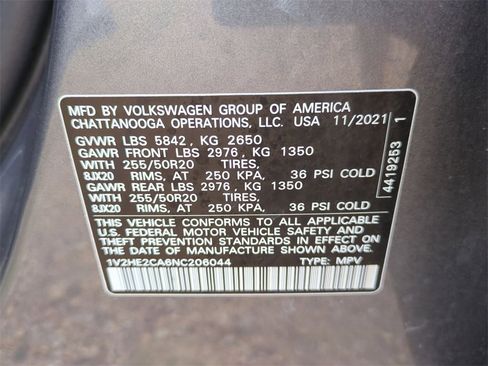 MFD BY VOLKSWAGEN GROUP OF AMERICA
CHATTANOOGA OPERATIONS, LLC. USA 11/2021
GVWR LBS 5842, KG 2650
GAWR FRONT LBS 2976, KG 1350
WITH 255/50R20 TIRES,
8JX20 RIMS, AT 250 KPA, 36 PSI COLD
GAWR REAR LBS 2976, KG 1350
WITH 255/50R20 TIRES,
8JX20 RIMS, AT 250 KPA, 36 PSI COLD
THIS VEHICLE CONFORMS TO ALL APPLICABLE
U.S. FEDERAL MOTOR VEHICLE SAFETY AND
THEFT PREVENTION STANDARDS IN EFFECT
ON THE DATE OF MANUFACTURE SHOWN ABOVE.
1V2HE2CA6NC206044 TYPE: MPV
4419253 1